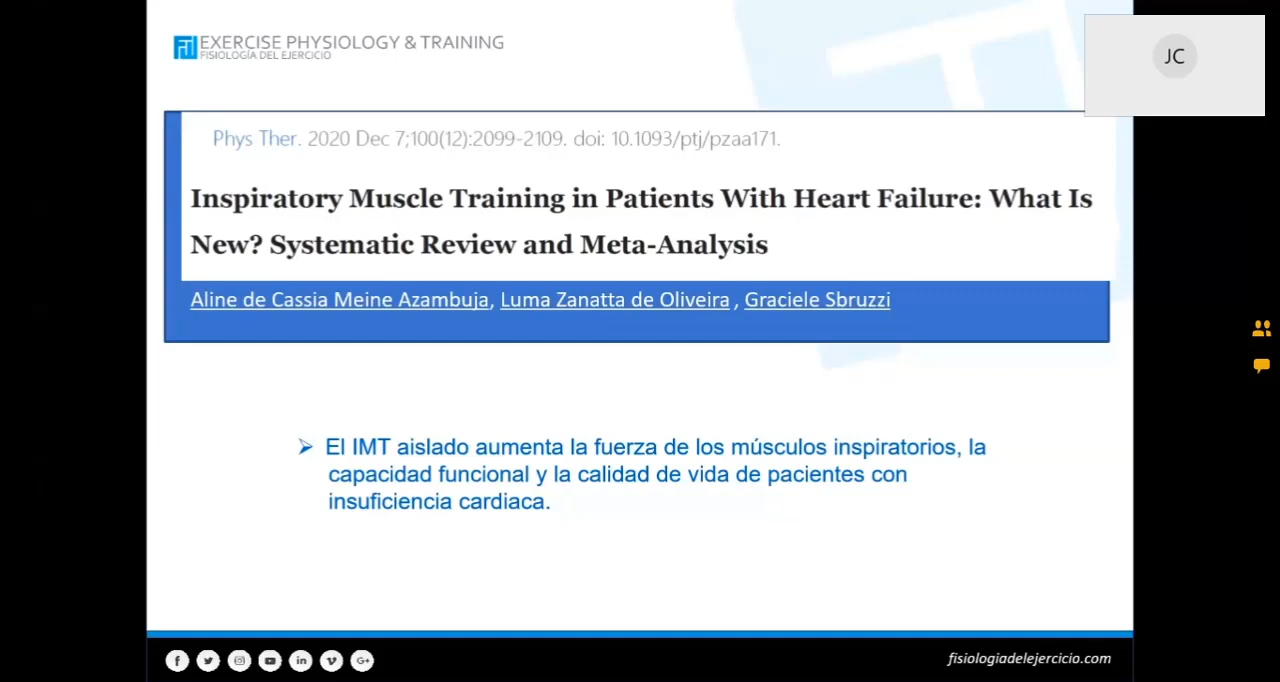 EXERCISE PHYSIOLOGY & TRAINING
FISIOLOGÍA DEL EJERCICIO
JC
Phys Ther. 2020 Dec 7;100(12):2099-2109. doi: 10.1093/ptj/pzaa171.
Inspiratory Muscle Training in Patients With Heart Failure: What Is
New? Systematic Review and Meta-Analysis
Aline de Cassia Meine Azambuja, Luma Zanatta de Oliveira , Graciele Sbruzzi
➢ El IMT aislado aumenta la fuerza de los músculos inspiratorios, la
capacidad funcional y la calidad de vida de pacientes con
insuficiencia cardiaca.
fisiologiadelejercicio.com